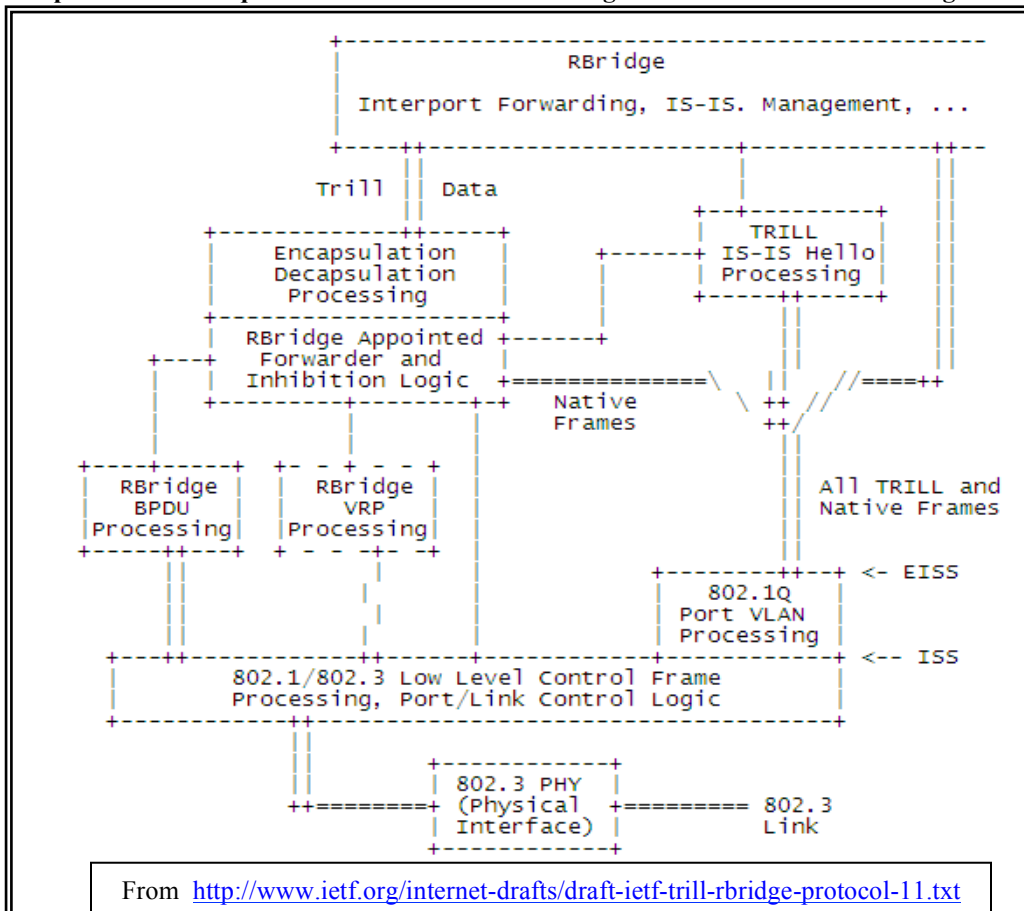 RBridge
Interport Forwarding, IS-IS. Management, ...
Trill Data
TRILL
IS-IS Hello
Processing
Encapsulation
Decapsulation
Processing
RBridge Appointed
Forwarder and
Inhibition Logic
Native
Frames
RBridge
BPDU
Processing
RBridge
VRP
Processing
All TRILL and
Native Frames
<- EISS
802.1Q
Port VLAN
Processing
<-- ISS
802.1/802.3 Low Level Control Frame
Processing, Port/Link Control Logic
802.3 PHY
(Physical
Interface)
802.3
Link
From http://www.ietf.org/internet-drafts/draft-ietf-trill-rbridge-protocol-11.txt